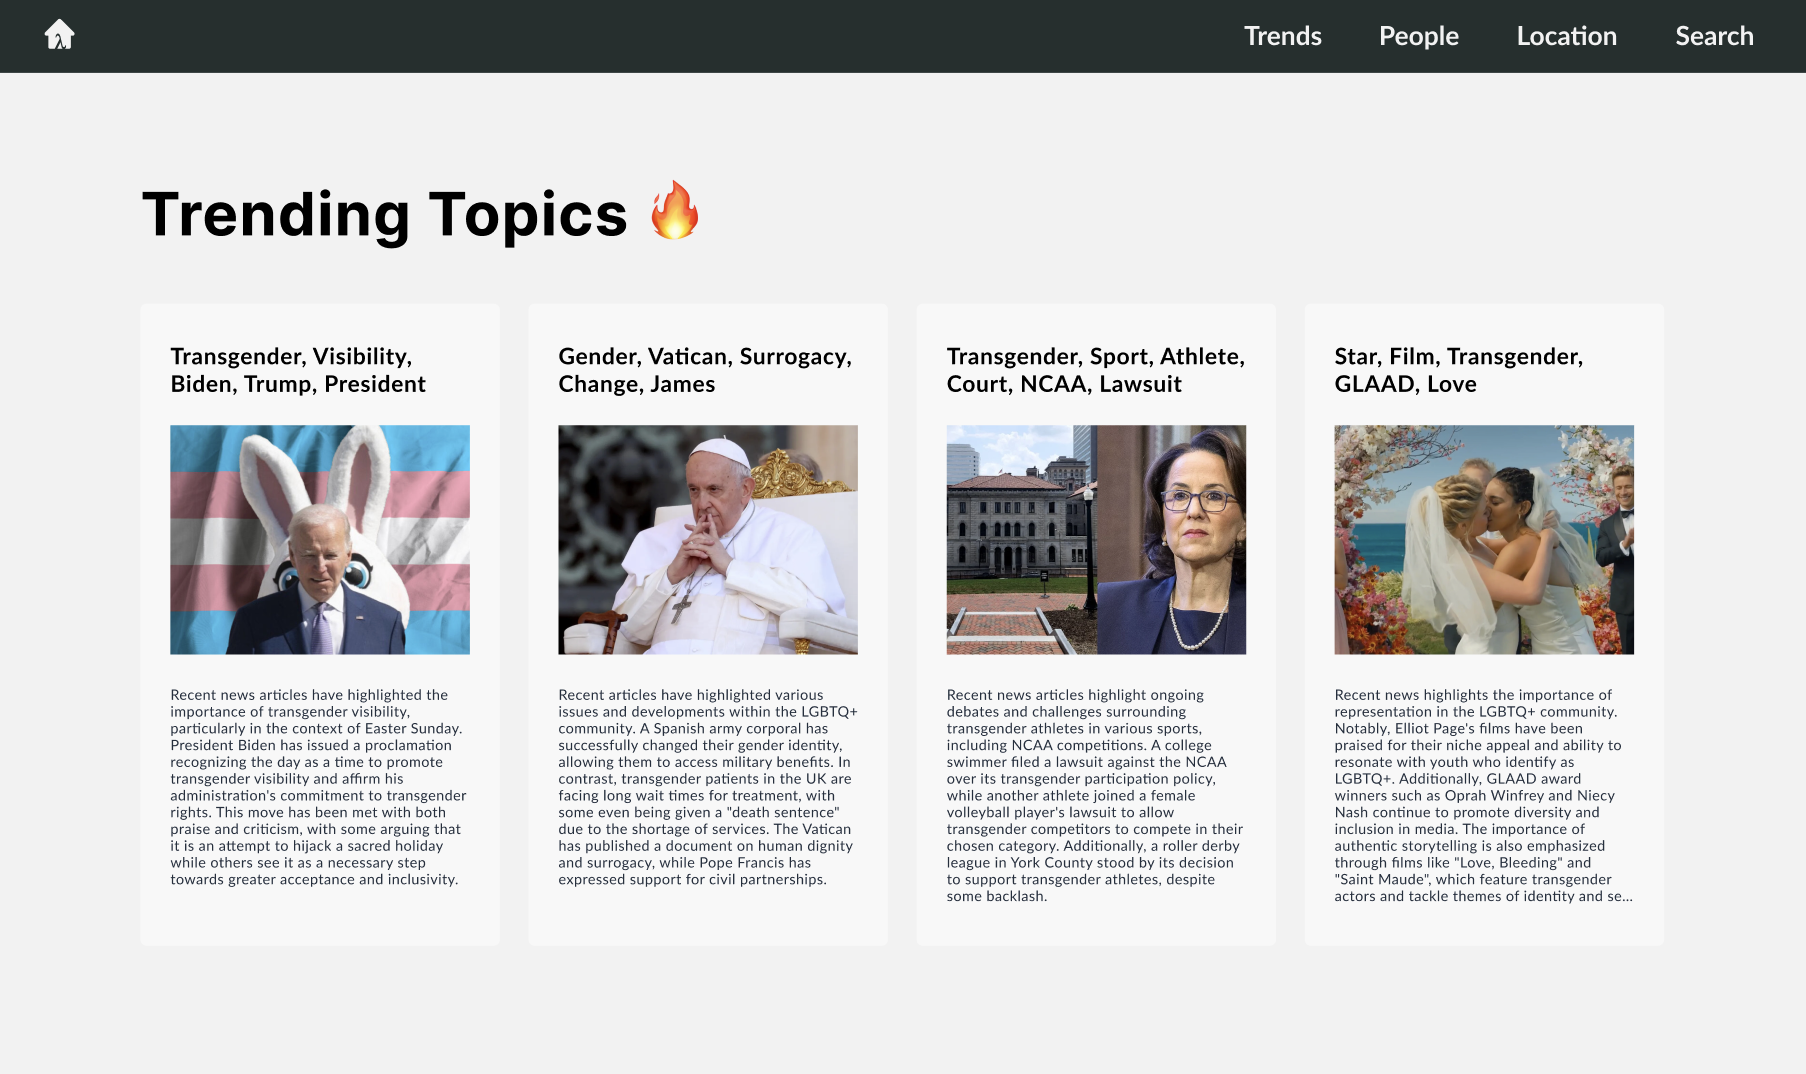 Trends People Location Search
Trending Topics 🔥
Transgender, Visibility,
Biden, Trump, President
Recent news articles have highlighted the
importance of transgender visibility,
particularly in the context of Easter Sunday.
President Biden has issued a proclamation
recognizing the day as a time to promote
transgender visibility and affirm his
administration's commitment to transgender
rights. This move has been met with both
praise and criticism, with some arguing that
it is an attempt to hijack a sacred holiday
while others see it as a necessary step
towards greater acceptance and inclusivity.
Gender, Vatican, Surrogacy,
Change, James
Recent articles have highlighted various
issues and developments within the LGBTQ+
community. A Spanish army corporal has
successfully changed their gender identity,
allowing them to access military benefits. In
contrast, transgender patients in the UK are
facing long wait times for treatment, with
some even being given a "death sentence"
due to the shortage of services. The Vatican
has published a document on human dignity
and surrogacy, while Pope Francis has
expressed support for civil partnerships.
Transgender, Sport, Athlete,
Court, NCAA, Lawsuit
Recent news articles highlight ongoing
debates and challenges surrounding
transgender athletes in various sports,
including NCAA competitions. A college
swimmer filed a lawsuit against the NCAA
over its transgender participation policy,
while another athlete joined a female
volleyball player's lawsuit to allow
transgender competitors to compete in their
chosen category. Additionally, a roller derby
league in York County stood by its decision
to support transgender athletes, despite
some backlash.
Star, Film, Transgender,
GLAAD, Love
Recent news highlights the importance of
representation in the LGBTQ+ community.
Notably, Elliot Page's films have been
praised for their niche appeal and ability to
resonate with youth who identify as
LGBTQ+. Additionally, GLAAD award
winners such as Oprah Winfrey and Niecy
Nash continue to promote diversity and
inclusion in media. The importance of
authentic storytelling is also emphasized
through films like "Love, Bleeding" and
"Saint Maude", which feature transgender
actors and tackle themes of identity and se...